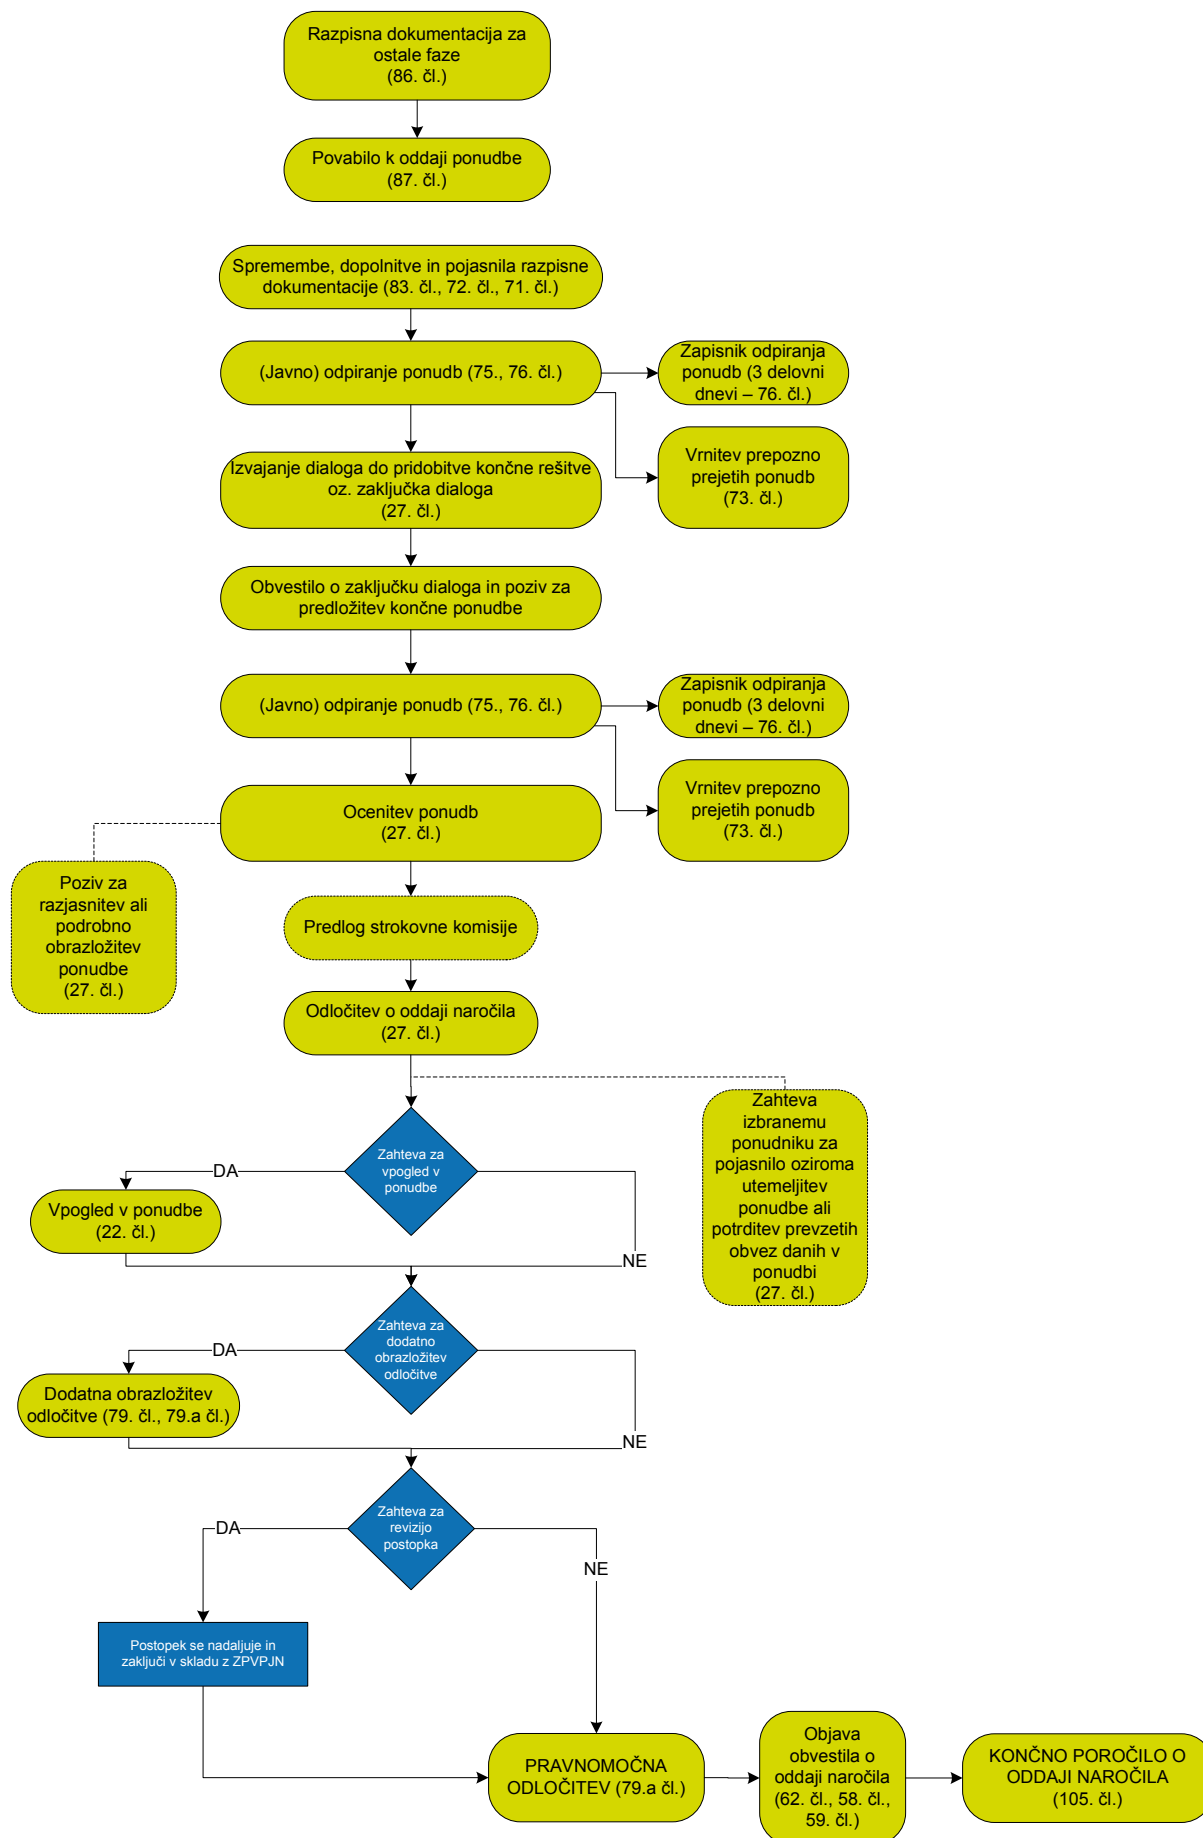 Razpisna dokumentacija za
ostale faze
(86. čl.)
Povabilo k oddaji ponudbe
(87. čl.)
Spremembe, dopolnitve in pojasnila razpisne
dokumentacije (83. čl., 72. čl., 71. čl.)
(Javno) odpiranje ponudb (75., 76. čl.)
Zapisnik odpiranja
ponudb (3 delovni
dnevi – 76. čl.)
Vrnitev prepozno
prejetih ponudb
(73. čl.)
Izvajanje dialoga do pridobitve končne rešitve
oz. zaključka dialoga
(27. čl.)
Obvestilo o zaključku dialoga in poziv za
predložitev končne ponudbe
(Javno) odpiranje ponudb (75., 76. čl.)
Zapisnik odpiranja
ponudb (3 delovni
dnevi – 76. čl.)
Vrnitev prepozno
prejetih ponudb
(73. čl.)
Ocenitev ponudb
(27. čl.)
Poziv za
razjasnitev ali
podrobno
obrazložitev
ponudbe
(27. čl.)
Predlog strokovne komisije
Odločitev o oddaji naročila
(27. čl.)
Zahteva
izbranemu
ponudniku za
pojasnilo oziroma
utemeljitev
ponudbe ali
potrditev prevzetih
obvez danih v
ponudbi
(27. čl.)
Zahteva za
vpogled v
ponudbe
DA
Vpogled v ponudbe
(22. čl.)
NE
Zahteva za
dodatno
obrazložitev
odločitve
DA
Dodatna obrazložitev
odločitve (79. čl., 79.a čl.)
NE
Zahteva za
revizijo
postopka
DA
NE
Postopek se nadaljuje in
zaključi v skladu z ZPVPJN
PRAVNOMOČNA
ODLOČITEV (79.a čl.)
Objava
obvestila o
oddaji naročila
(62. čl., 58. čl.,
59. čl.)
KONČNO POROČILO O
ODDAJI NAROČILA
(105. čl.)